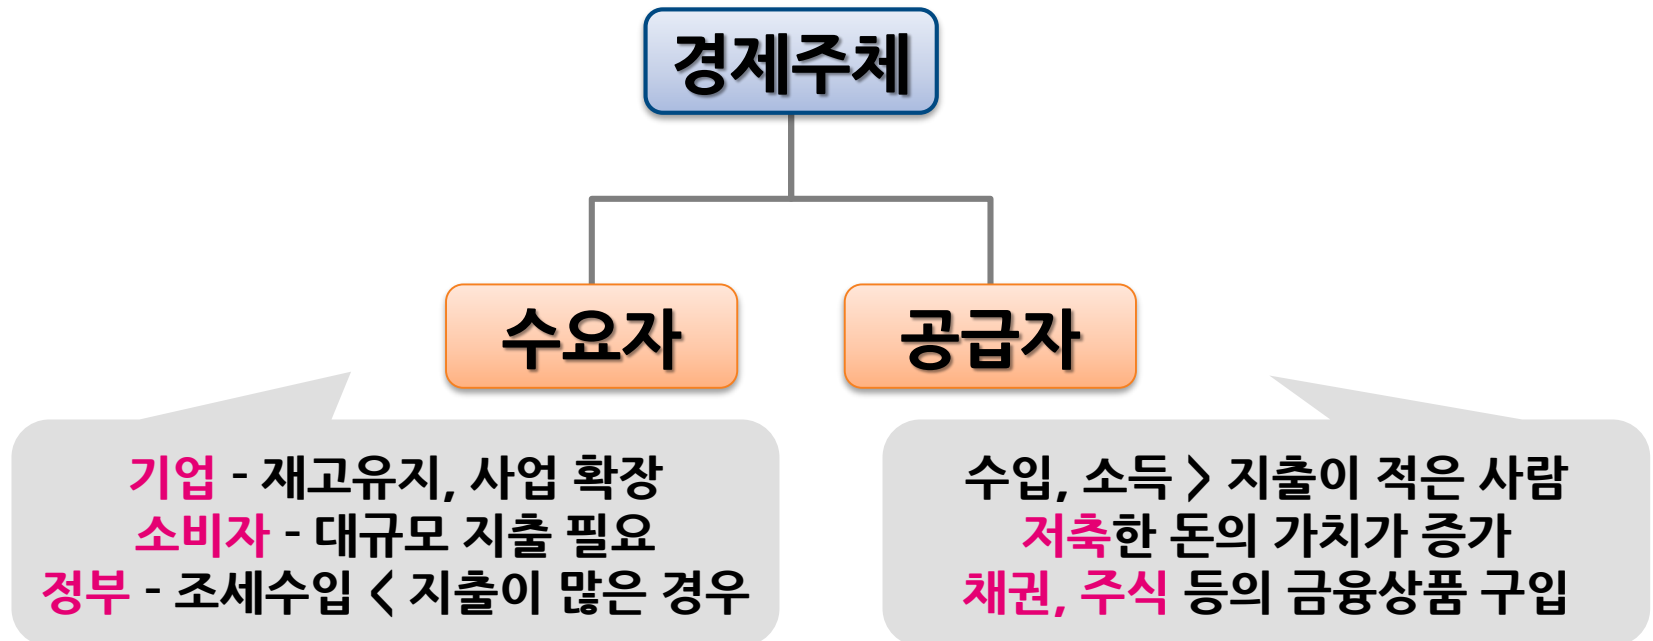 경제주체
수요자
공급자
기업 - 재고유지, 사업 확장
소비자 - 대규모 지출 필요
정부 - 조세수입 < 지출이 많은 경우
수입, 소득 > 지출이 적은 사람
저축한 돈의 가치가 증가
채권, 주식 등의 금융상품 구입